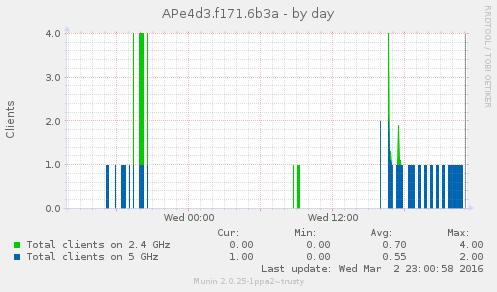 APe4d3.f171.6b3a - by day
RRDTOOL / TOBI OETIKER
Clients
4.0
3.0
2.0
1.0
0.0
Wed 00:00 Wed 12:00
Cur: Min: Avg: Max:
Total clients on 2.4 GHz 0.00 0.00 0.70 4.00
Total clients on 5 GHz 1.00 0.00 0.55 2.00
Last update: Wed Mar 2 23:00:58 2016
Munin 2.0.25-1ppa2~trusty